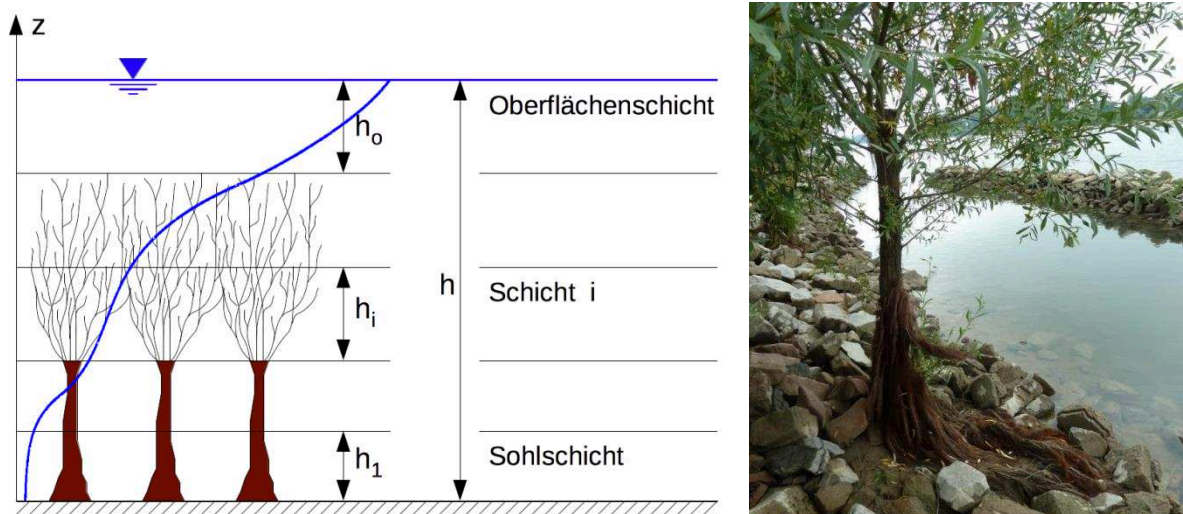 z
Oberflächenschicht
h_o
h
Schicht i
h_i
Sohlschicht
h_1